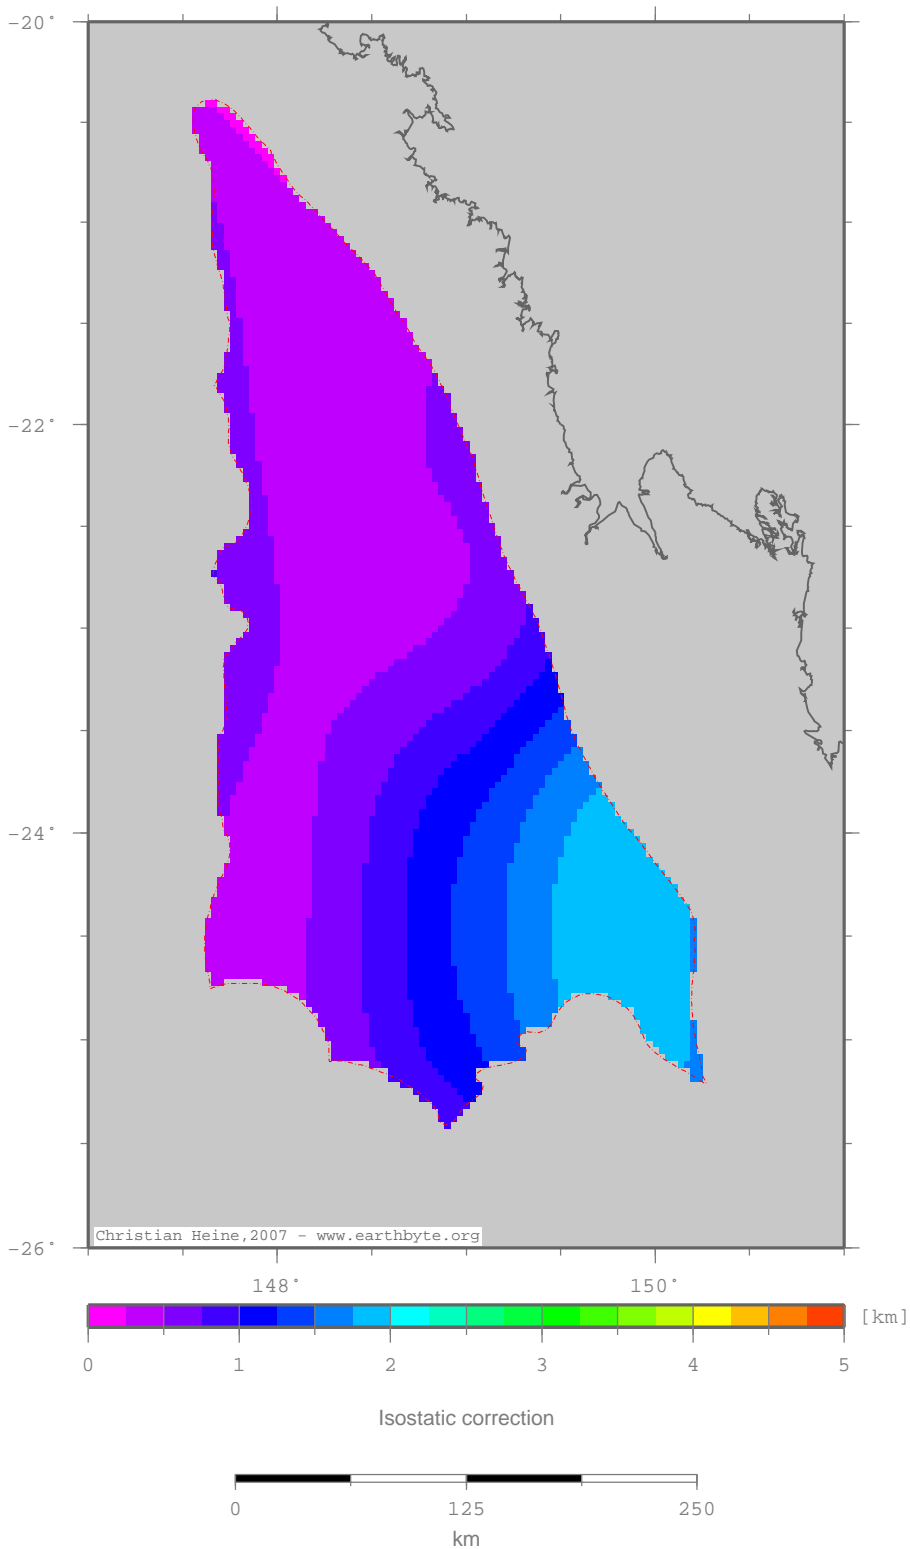 −20°
−22°
−24°
−26°
Christian Heine,2007 − www.earthbyte.org
148° 150°
[km]
0 1 2 3 4 5
Isostatic correction
0 125 250
km